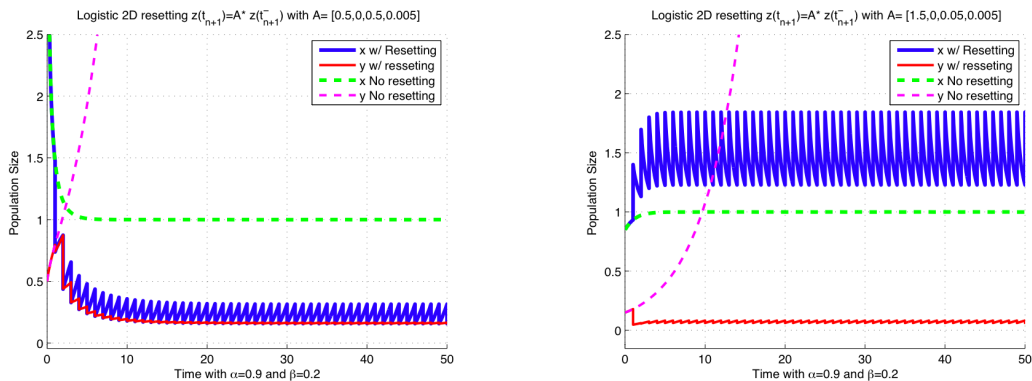 Logistic 2D resetting z(t_{n+1})=A* z(t_{n+1}^-) with A= [0.5,0,0.5,0.005]
2.5
2
1.5
1
0.5
0
Population Size
x w/ Resetting
y w/ resseting
x No resetting
y No resetting
0
10
20
30
40
50
Time with α=0.9 and β=0.2
Logistic 2D resetting z(t_{n+1})=A* z(t_{n+1}^-) with A= [1.5,0,0.05,0.005]
2.5
2
1.5
1
0.5
0
Population Size
x w/ Resetting
y w/ resseting
x No resetting
y No resetting
0
10
20
30
40
50
Time with α=0.9 and β=0.2